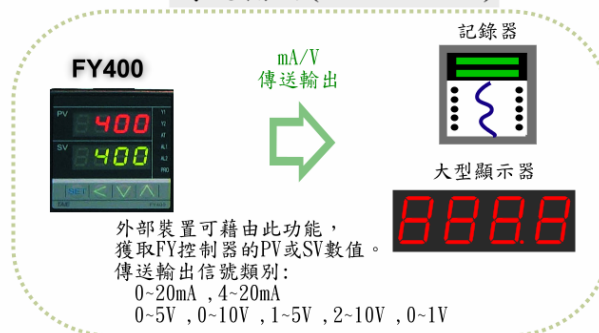 記錄器
mA/V
傳送輸出
FY400
PV
400
SV
400
SET
大型顯示器
888.8
外部裝置可藉由此功能，
獲取FY控制器的PV或SV數值。
傳送輸出信號類別:
0~20mA ,4~20mA
0~5V ,0~10V ,1~5V ,2~10V ,0~1V